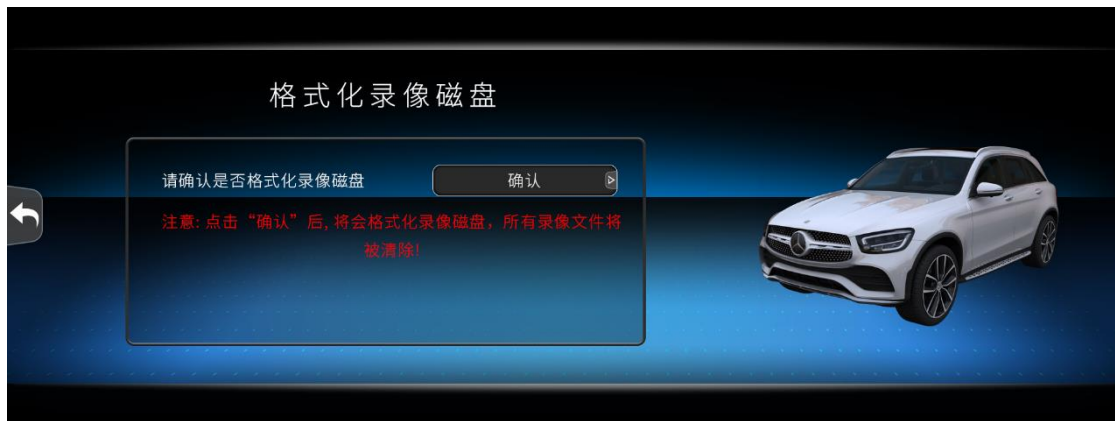 格式化录像磁盘
请确认是否格式化录像磁盘
确认
注意: 点击“确认”后, 将会格式化录像磁盘，所有录像文件将
被清除!